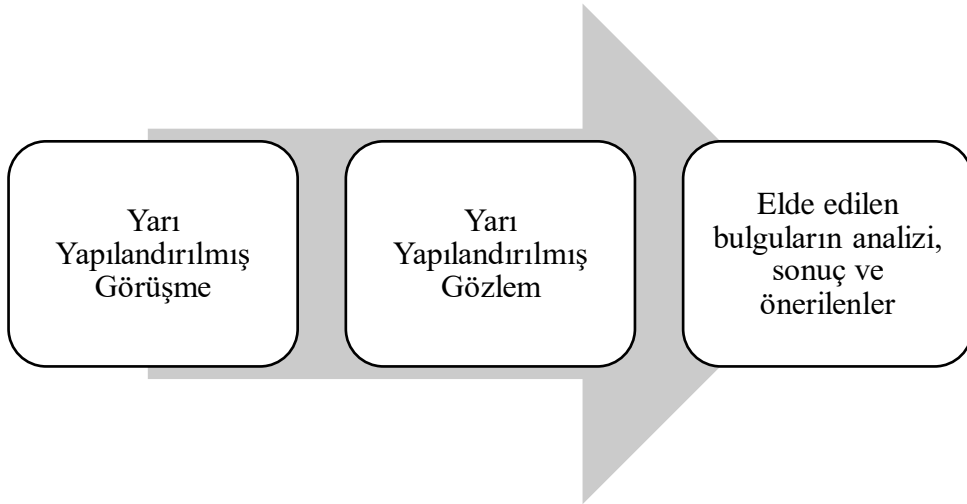 Yarı
Yapılandırılmış
Görüşme
Yarı
Yapılandırılmış
Gözlem
Elde edilen
bulguların analizi,
sonuç ve
önerilenler